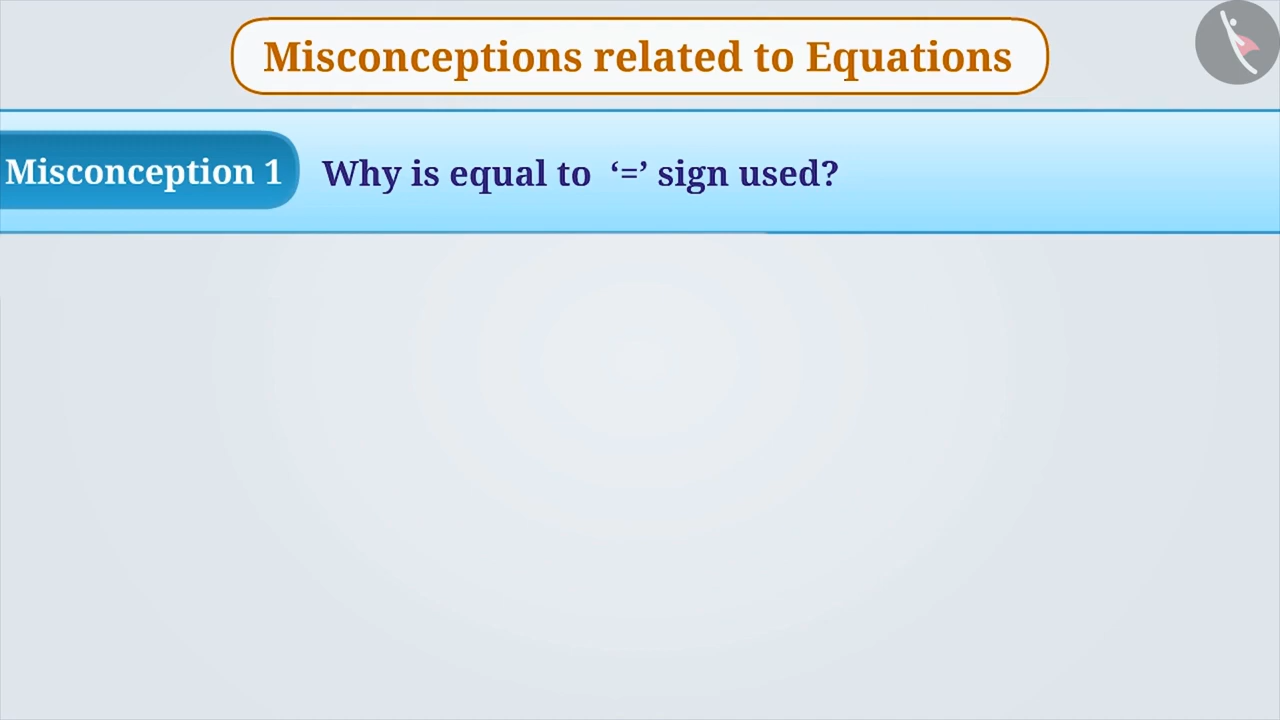 Misconceptions related to Equations
Misconception 1 Why is equal to ‘=’ sign used?